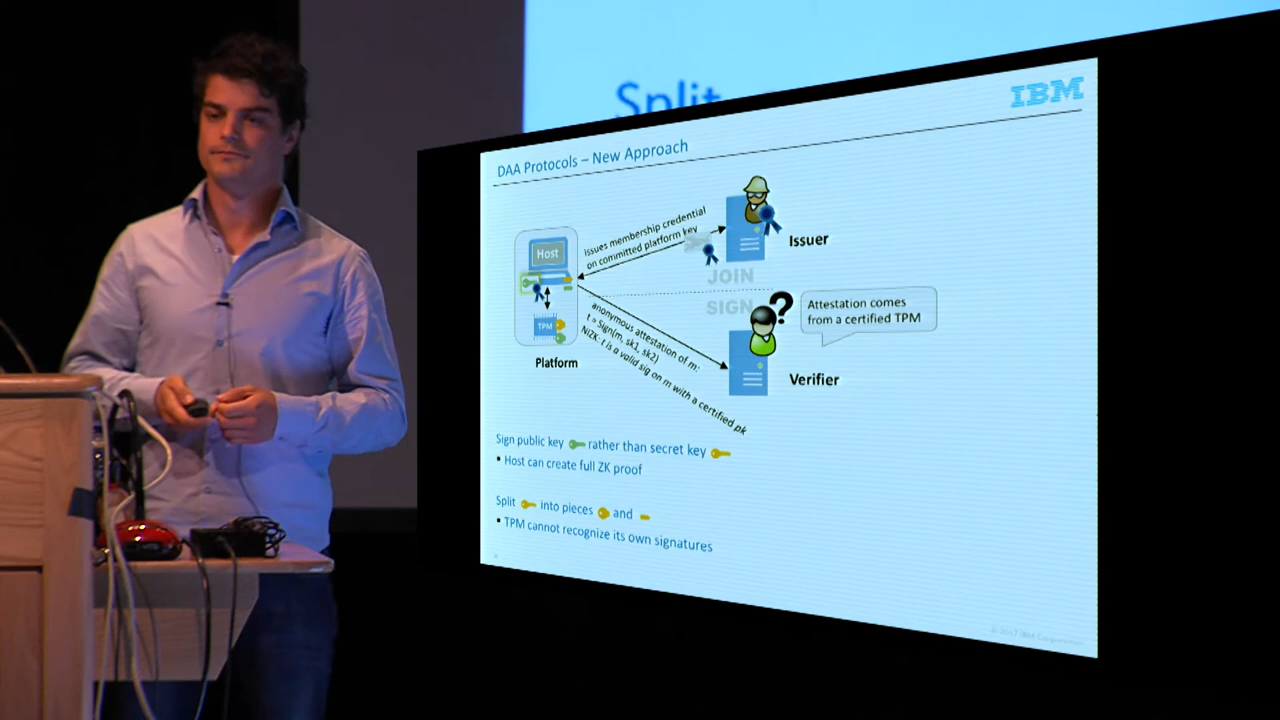 Split
IBM
DAA Protocols – New Approach
issues membership credential
on committed platform key
Issuer
Host
JOIN
SIGN
Attestation comes
from a certified TPM
TPM
anonymous attestation of m:
t = Sign(m, sk1, sk2)
NIZK: t is a valid sig on m with a certified pk
Platform
Verifier
Sign public key rather than secret key
• Host can create full ZK proof
Split into pieces and
• TPM cannot recognize its own signatures
© 2017 IBM Corporation